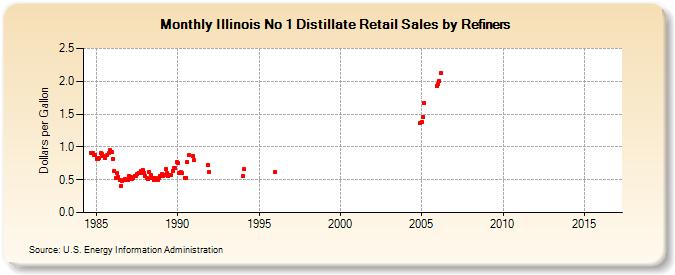 Monthly Illinois No 1 Distillate Retail Sales by Refiners
Dollars per Gallon
2.5
2.0
1.5
1.0
0.5
0.0
1985 1990 1995 2000 2005 2010 2015
Source: U.S. Energy Information Administration